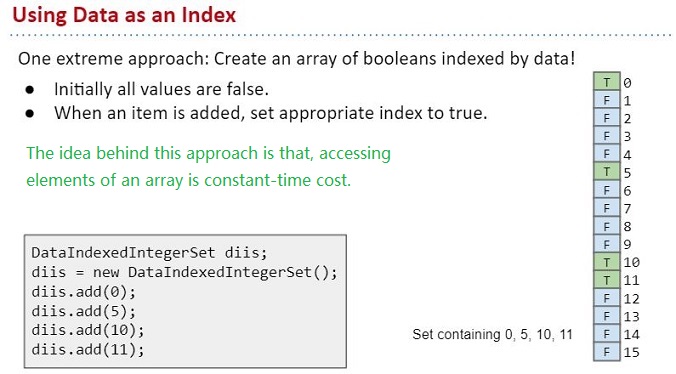 Using Data as an Index
One extreme approach: Create an array of booleans indexed by data!
● Initially all values are false.
● When an item is added, set appropriate index to true.
The idea behind this approach is that, accessing
elements of an array is constant-time cost.
DataIndexedIntegerSet diis;
diis = new DataIndexedIntegerSet();
diis.add(0);
diis.add(5);
diis.add(10);
diis.add(11);
Set containing 0, 5, 10, 11
T 0
F 1
F 2
F 3
F 4
T 5
F 6
F 7
F 8
F 9
T 10
T 11
F 12
F 13
F 14
F 15